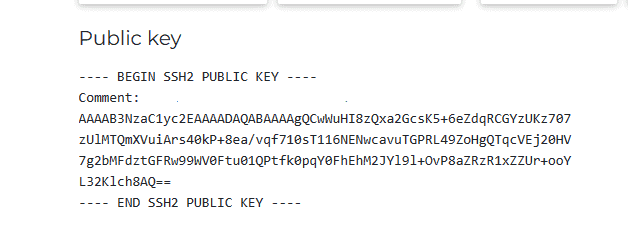 Public key
---- BEGIN SSH2 PUBLIC KEY ----
Comment:
AAAAB3NzaC1yc2EAAAADAQABAAAAgQCwWuHI8zQxa2GcsK5+6eZdqRCGYzUKz707
zUlMTQmXVuiArs40kP+8ea/vqf710sT116NENwcavuTGPRL49ZoHgQTqcVEj20HV
7g2bMFdztGFRw99WV0Ftu01QPtfk0pqY0FhEhM2JYl9l+OvP8aZRzR1xZZUr+ooY
L32Klch8AQ==
---- END SSH2 PUBLIC KEY ----